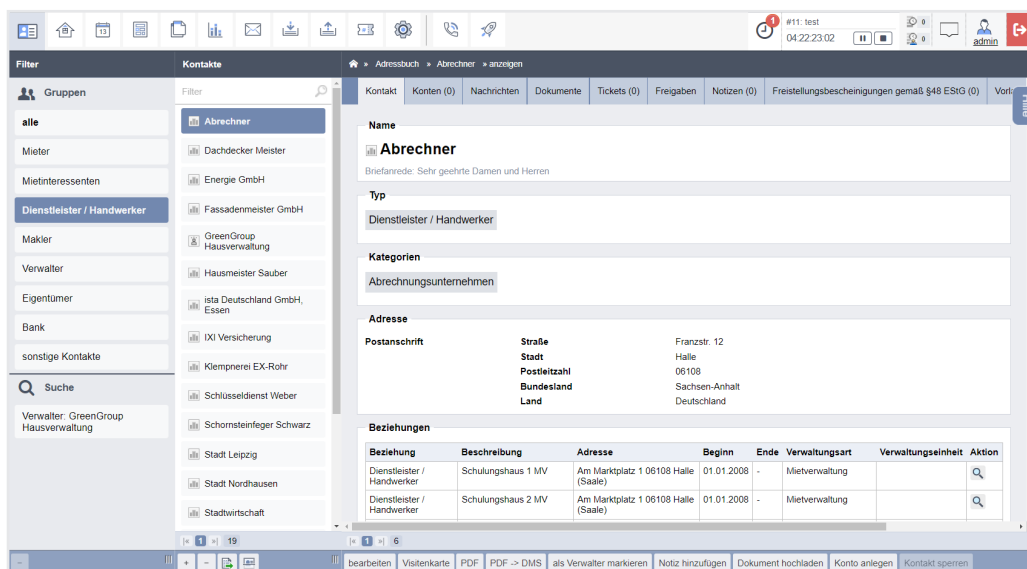 13
1
#11: test
04:22:23:02
0
0
admin
Filter
Kontakte
» Adressbuch » Abrechner » anzeigen
Gruppen
alle
Mieter
Mietinteressenten
Dienstleister / Handwerker
Makler
Verwalter
Eigentümer
Bank
sonstige Kontakte
Suche
Verwalter: GreenGroup
Hausverwaltung
Filter
Abrechner
Dachdecker Meister
Energie GmbH
Fassadenmeister GmbH
GreenGroup
Hausverwaltung
Hausmeister Sauber
ista Deutschland GmbH,
Essen
IXI Versicherung
Klempnerei EX-Rohr
Schlüsseldienst Weber
Schornsteinfeger Schwarz
Stadt Leipzig
Stadt Nordhausen
Stadtwirtschaft
|« 1 »| 19
Kontakt Konten (0) Nachrichten Dokumente Tickets (0) Freigaben Notizen (0) Freistellungsbescheinigungen gemäß §48 EStG (0)
Name
Abrechner
Briefanrede: Sehr geehrte Damen und Herren
Typ
Dienstleister / Handwerker
Kategorien
Abrechnungsunternehmen
Adresse
Postanschrift Straße Franzstr. 12
Stadt Halle
Postleitzahl 06108
Bundesland Sachsen-Anhalt
Land Deutschland
Beziehungen
Beziehung Beschreibung Adresse Beginn Ende Verwaltungsart Verwaltungseinheit Aktion
Dienstleister / Schulungshaus 1 MV Am Marktplatz 1 06108 Halle 01.01.2008 - Mietverwaltung
Handwerker (Saale)
Dienstleister / Schulungshaus 2 MV Am Marktplatz 1 06108 Halle 01.01.2008 - Mietverwaltung
Handwerker (Saale)
|« 1 »| 6
− + − bearbeiten Visitenkarte PDF PDF -> DMS als Verwalter markieren Notiz hinzufügen Dokument hochladen Konto anlegen Kontakt sperren